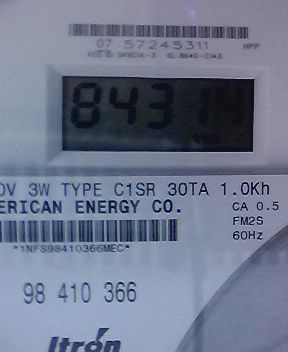 07 57245311
84314
0V 3W TYPE C1SR 30TA 1.0Kh
ERICAN ENERGY CO.
CA 0.5
FM2S
60Hz
*1NFS98410366MEC*
98 410 366
Itron